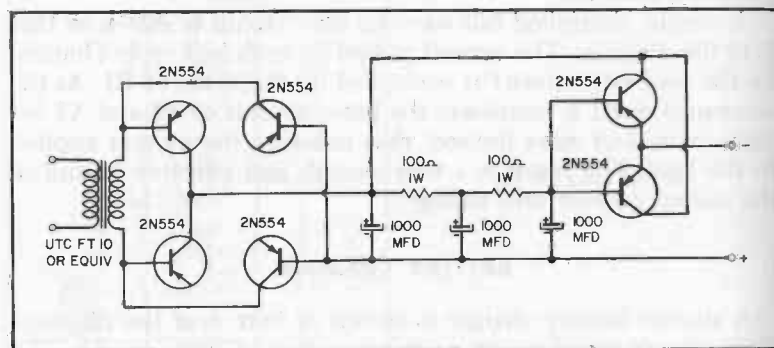 2N554
2N554
2N554
100Ω
1W
100Ω
1W
2N554
2N554
2N554
1000
MFD
1000
MFD
1000
MFD
UTC FT 10
OR EQUIV
-
+